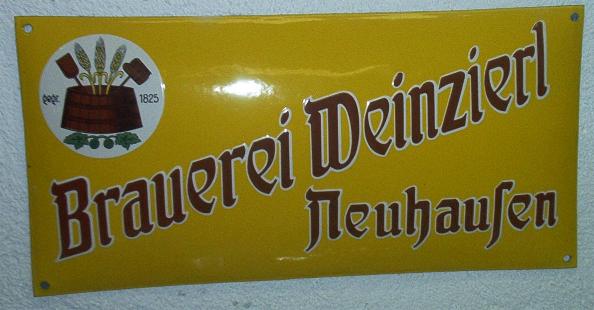 gegr. 1825
Brauerei Weinzierl
Neuhausen